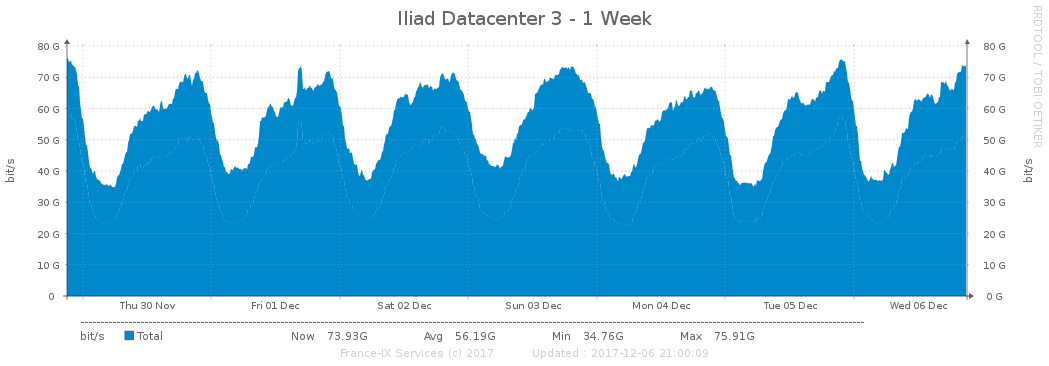 Iliad Datacenter 3 - 1 Week
RRDTOOL / TOBI OETIKER
bit/s
80 G
70 G
60 G
50 G
40 G
30 G
20 G
10 G
0
80 G
70 G
60 G
50 G
40 G
30 G
20 G
10 G
0 G
bit/s
Thu 30 Nov Fri 01 Dec Sat 02 Dec Sun 03 Dec Mon 04 Dec Tue 05 Dec Wed 06 Dec
bit/s Total Now 73.93G Avg 56.19G Min 34.76G Max 75.91G
France-IX Services (c) 2017 Updated : 2017-12-06 21:00:09